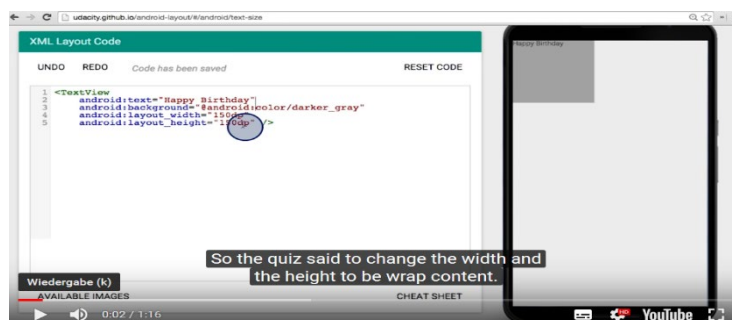 udacity.github.io/android-layout/#/android/text-size
XML Layout Code
UNDO REDO Code has been saved RESET CODE
1 <TextView
2 android:text="Happy Birthday"
3 android:background="@android:color/darker_gray"
4 android:layout_width="150dp"
5 android:layout_height="150dp" />
Happy Birthday
So the quiz said to change the width and
the height to be wrap content.
Wiedergabe (k)
AVAILABLE IMAGES CHEAT SHEET
0:02 / 1:16 HD YouTube